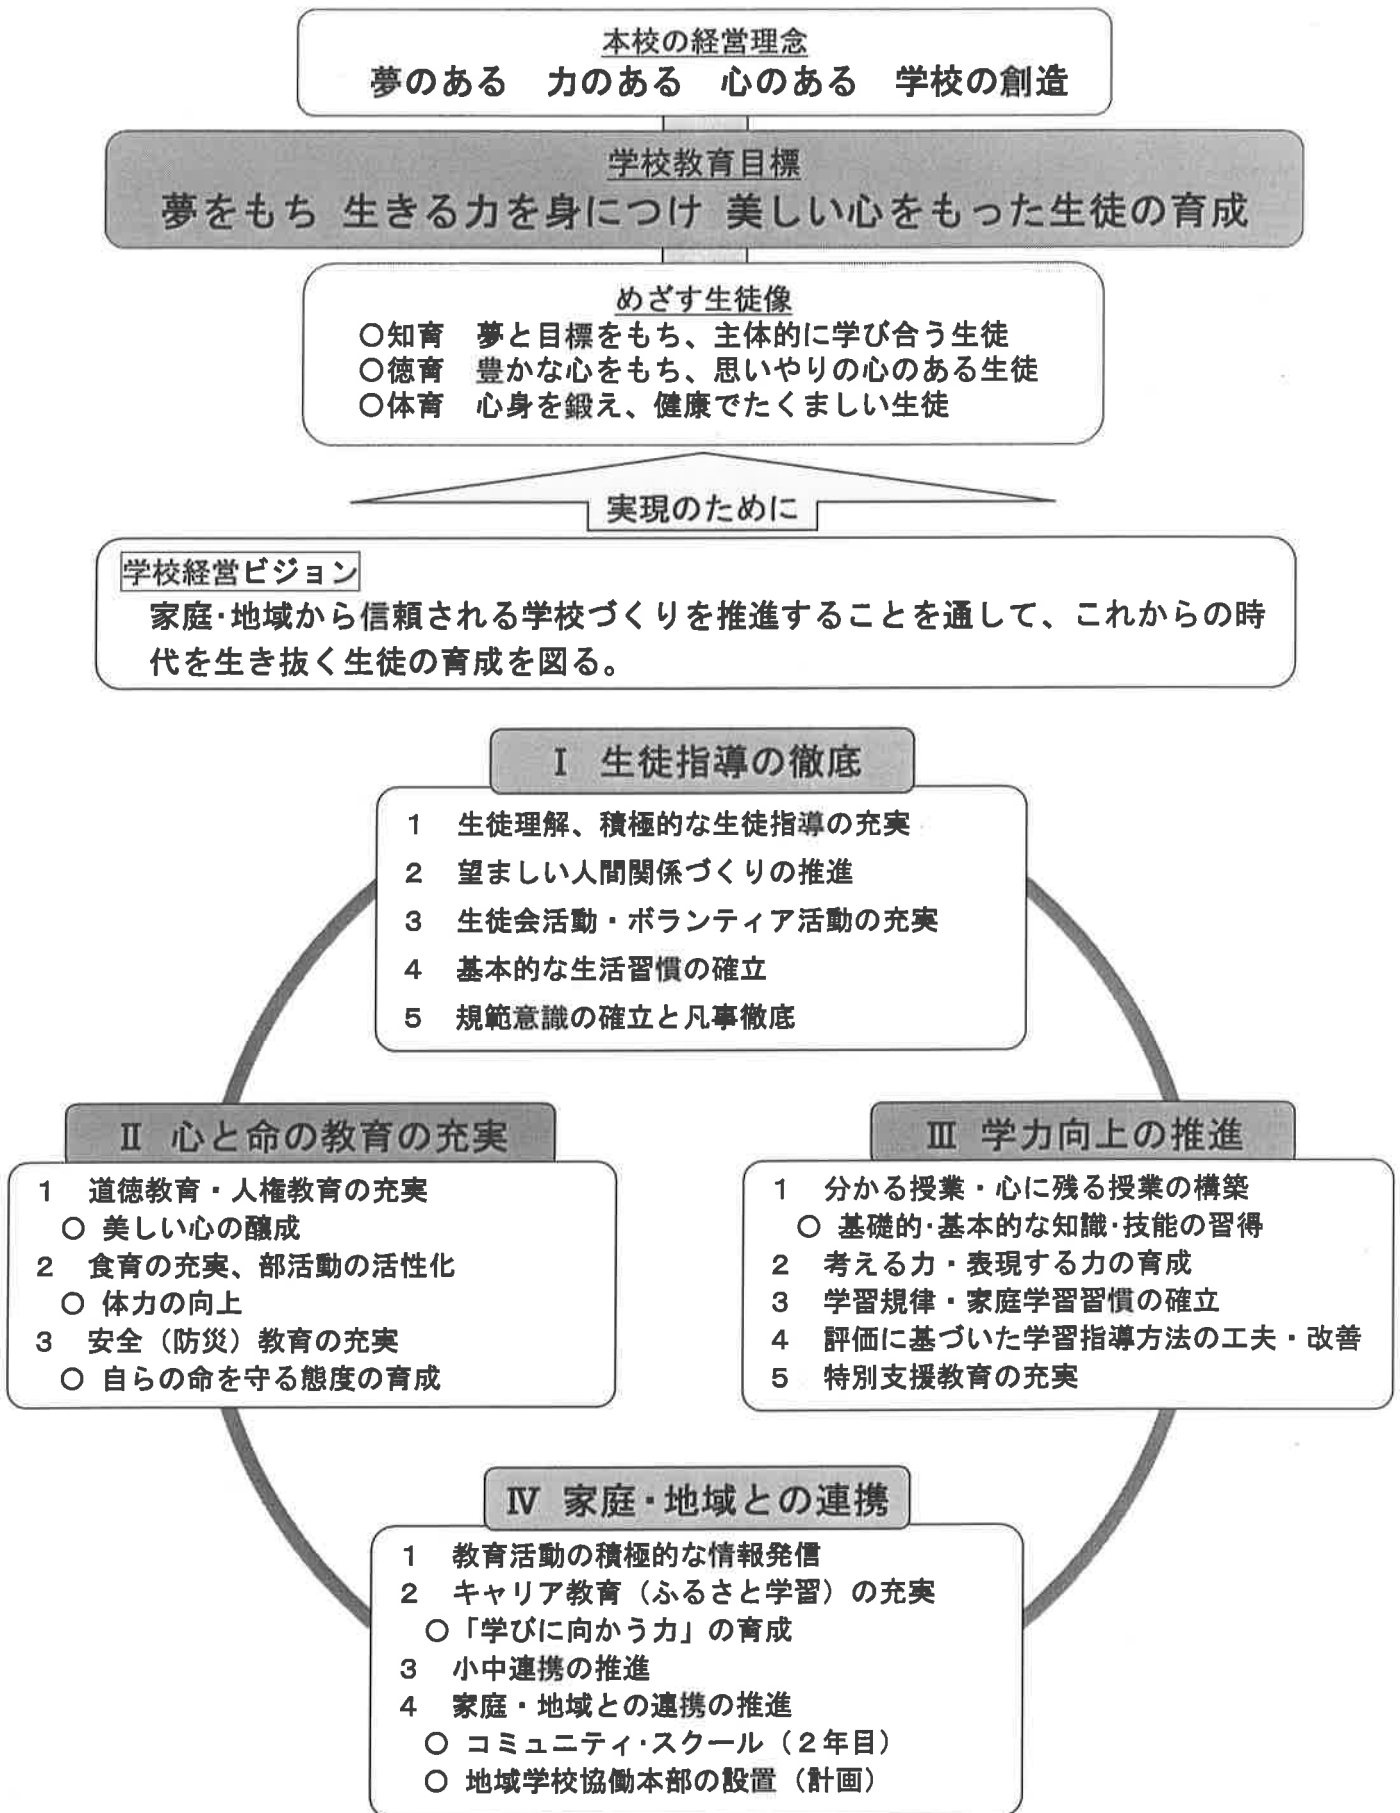 本校の経営理念
夢のある　力のある　心のある　学校の創造
学校教育目標
夢をもち 生きる力を身につけ 美しい心をもった生徒の育成
めざす生徒像
○知育　夢と目標をもち、主体的に学び合う生徒
○徳育　豊かな心をもち、思いやりの心のある生徒
○体育　心身を鍛え、健康でたくましい生徒
実現のために
学校経営ビジョン
家庭・地域から信頼される学校づくりを推進することを通して、これからの時
代を生き抜く生徒の育成を図る。
Ⅰ 生徒指導の徹底
1　生徒理解、積極的な生徒指導の充実
2　望ましい人間関係づくりの推進
3　生徒会活動・ボランティア活動の充実
4　基本的な生活習慣の確立
5　規範意識の確立と凡事徹底
Ⅱ 心と命の教育の充実
1　道徳教育・人権教育の充実
○ 美しい心の醸成
2　食育の充実、部活動の活性化
○ 体力の向上
3　安全（防災）教育の充実
○ 自らの命を守る態度の育成
Ⅲ 学力向上の推進
1　分かる授業・心に残る授業の構築
○ 基礎的・基本的な知識・技能の習得
2　考える力・表現する力の育成
3　学習規律・家庭学習習慣の確立
4　評価に基づいた学習指導方法の工夫・改善
5　特別支援教育の充実
Ⅳ 家庭・地域との連携
1　教育活動の積極的な情報発信
2　キャリア教育（ふるさと学習）の充実
○「学びに向かう力」の育成
3　小中連携の推進
4　家庭・地域との連携の推進
○ コミュニティ・スクール（２年目）
○ 地域学校協働本部の設置（計画）